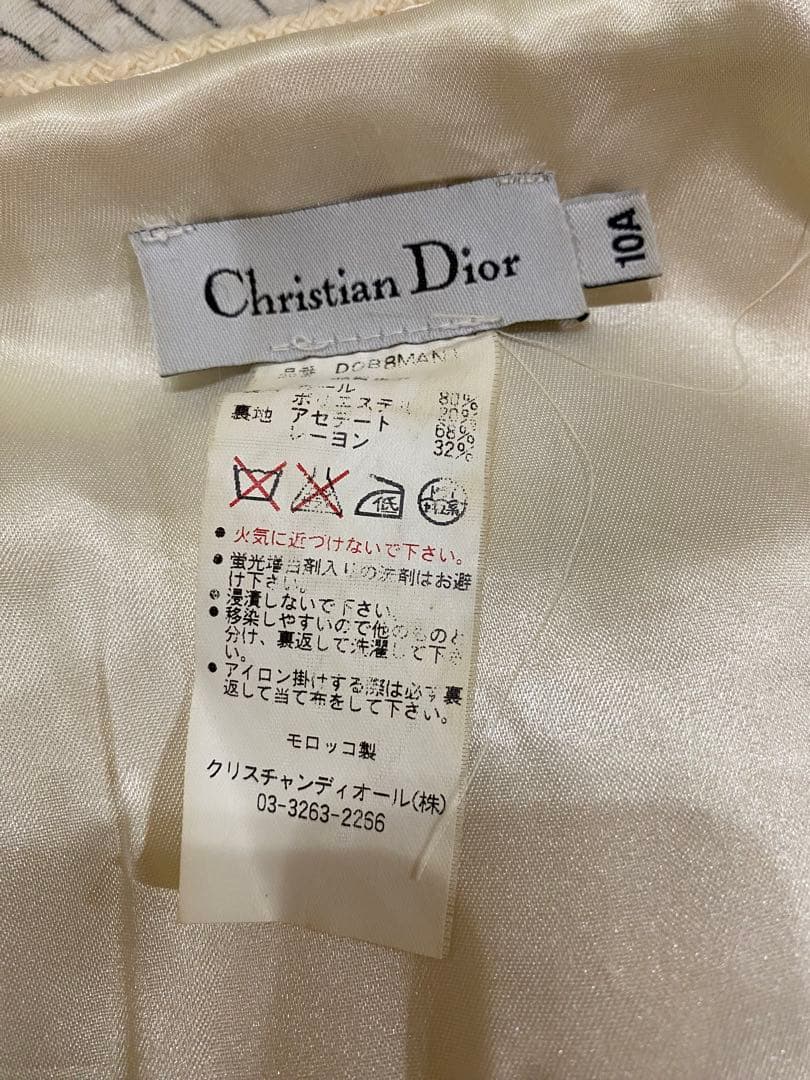 Christian Dior
10A
品番
ウール 80%
ポリエステル 20%
裏地 アセテート 68%
レーヨン 32%
低
● 火気に近づけないで下さい。
● 蛍光増白剤入りの洗剤はお避
け下さい。
● 浸漬しないで下さい。
● 移染しやすいので他のものと
分け、裏返して洗濯して下さ
い。
● アイロン掛けする際は必ず裏
返して当て布をして下さい。
モロッコ製
クリスチャンディオール(株)
03-3263-2266